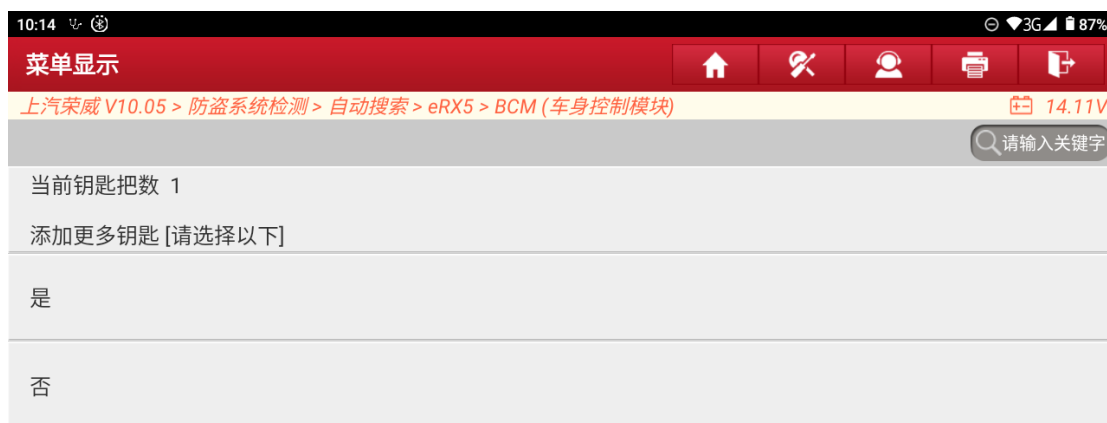 10:14 3G 87%
菜单显示
上汽荣威 V10.05 > 防盗系统检测 > 自动搜索 > eRX5 > BCM (车身控制模块) 14.11V
请输入关键字
当前钥匙把数 1
添加更多钥匙 [请选择以下]
是
否